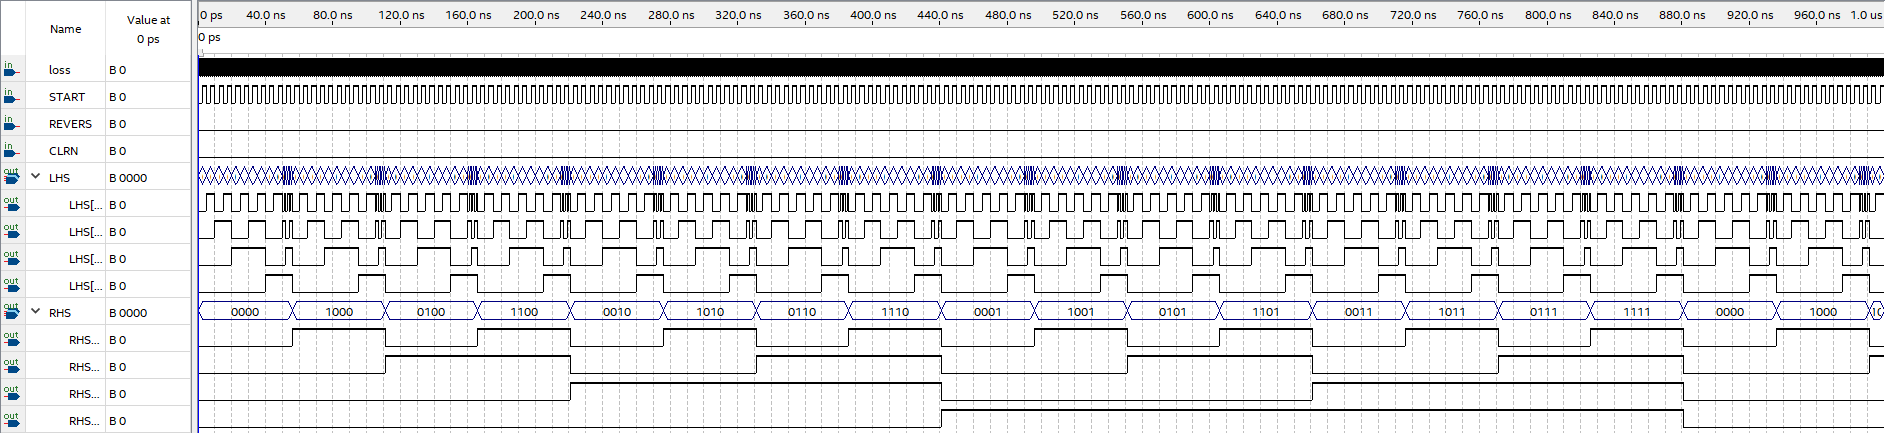 Name Value at 0 ps
0 ps 40.0 ns 80.0 ns 120.0 ns 160.0 ns 200.0 ns 240.0 ns 280.0 ns 320.0 ns 360.0 ns 400.0 ns 440.0 ns 480.0 ns 520.0 ns 560.0 ns 600.0 ns 640.0 ns 680.0 ns 720.0 ns 760.0 ns 800.0 ns 840.0 ns 880.0 ns 920.0 ns 960.0 ns 1.0 us
0 ps
in loss B 0
in START B 0
in REVERS B 0
in CLRN B 0
out LHS B 0000
out LHS[... B 0
out LHS[... B 0
out LHS[... B 0
out LHS[... B 0
out RHS B 0000 0000 1000 0100 1100 0010 1010 0110 1110 0001 1001 0101 1101 0011 1011 0111 1111 0000 1000
out RHS... B 0
out RHS... B 0
out RHS... B 0
out RHS... B 0